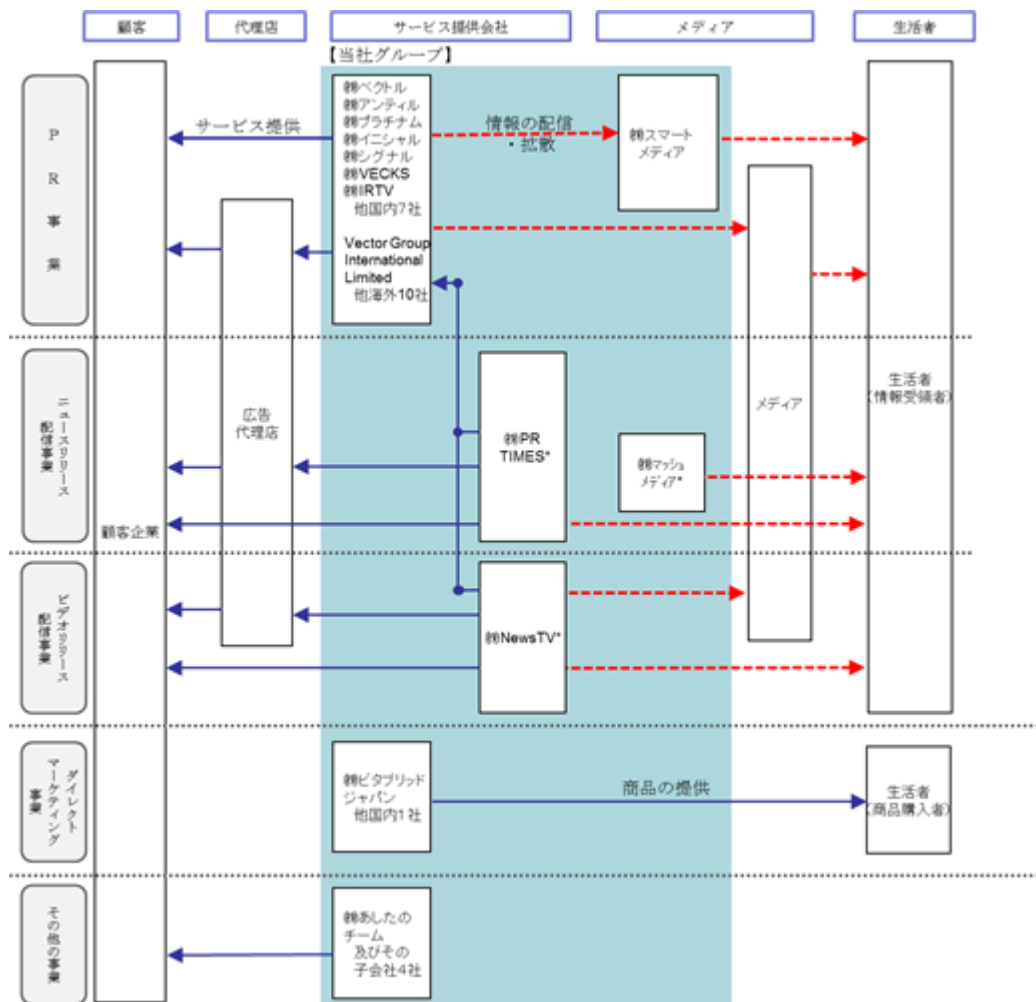 顧客
代理店
サービス提供会社
メディア
生活者
【当社グループ】
PR事業
サービス提供
㈱ベクトル
㈱アンティル
㈱プラチナム
㈱イニシャル
㈱シグナル
㈱VECKS
㈱IRTV
他国内7社
Vector Group
International
Limited
他海外10社
情報の配信
・拡散
㈱スマート
メディア
ニュースリリース
配信事業
顧客企業
広告
代理店
㈱PR
TIMES*
㈱マッシュ
メディア*
メディア
生活者
(情報受領者)
ビデオリリース
配信事業
㈱NewsTV*
ダイレクト
マーケティング
事業
㈱ビタブリッド
ジャパン
他国内1社
商品の提供
生活者
(商品購入者)
その他の事業
㈱あしたの
チーム
及びその
子会社4社